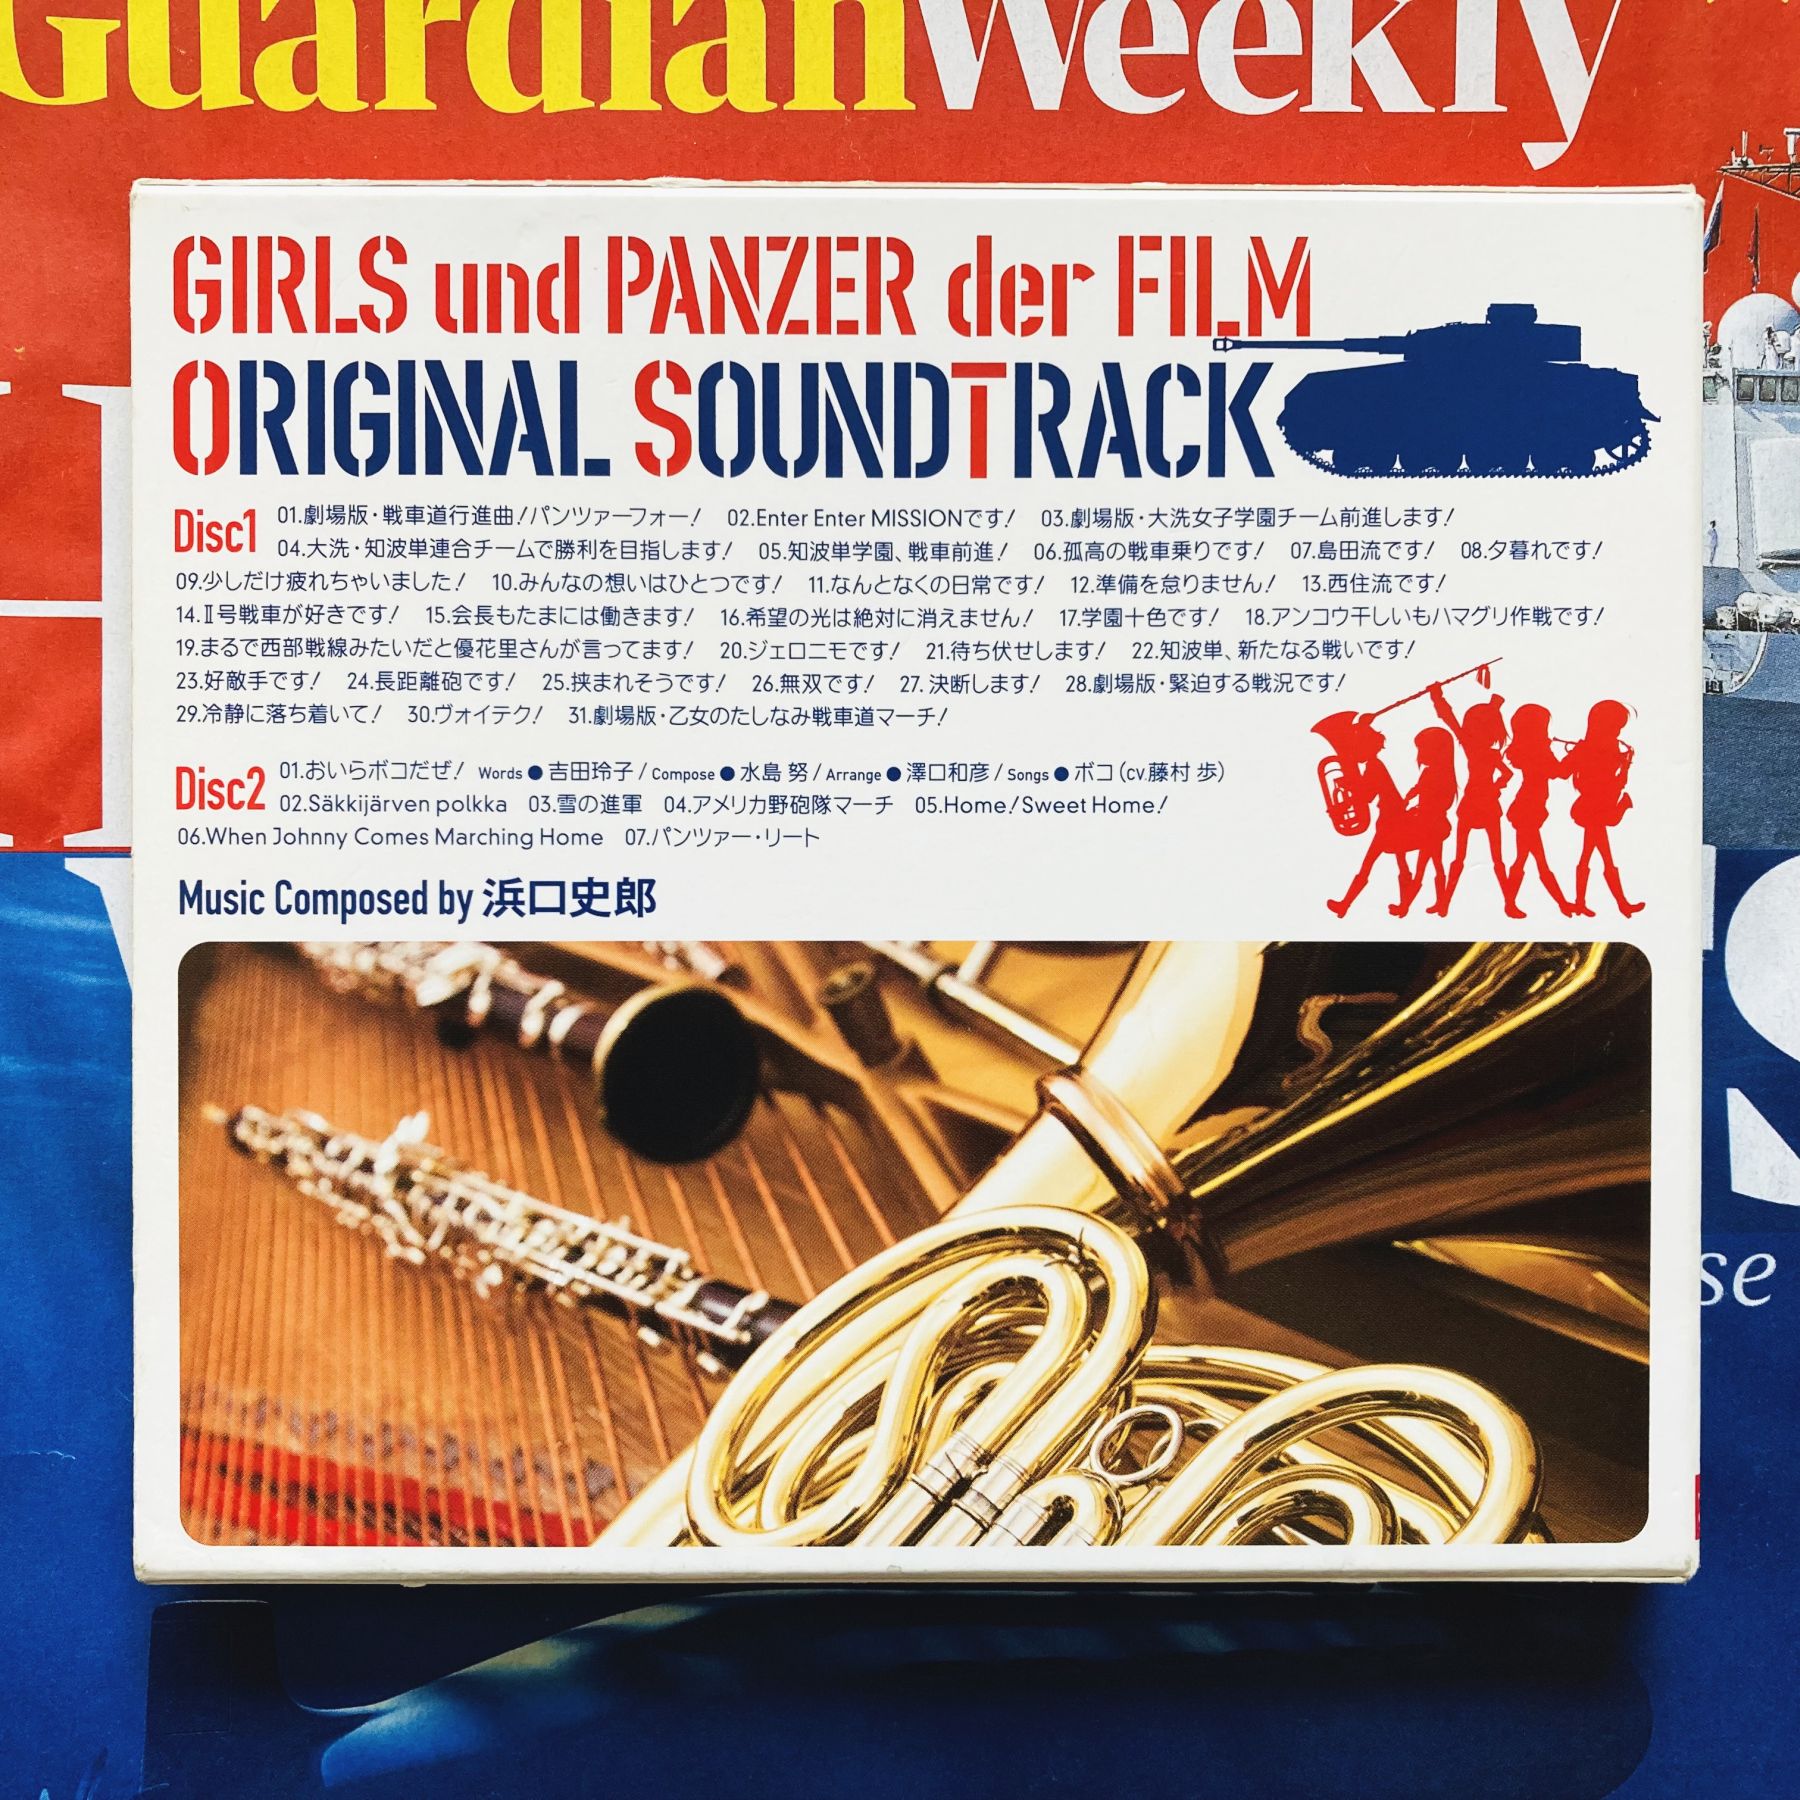 GuardianWeekly
GIRLS und PANZER der FILM
ORIGINAL SOUNDTRACK
Disc1 01.劇場版・戦車道行進曲!パンツァーフォー! 02.Enter Enter MISSIONです! 03.劇場版・大洗女子学園チーム前進します!
04.大洗・知波単連合チームで勝利を目指します! 05.知波単学園、戦車前進! 06.孤高の戦車乗りです! 07.島田流です! 08.夕暮れです!
09.少しだけ疲れちゃいました! 10.みんなの想いはひとつです! 11.なんとなくの日常です! 12.準備を怠りません! 13.西住流です!
14.Ⅱ号戦車が好きです! 15.会長もたまには働きます! 16.希望の光は絶対に消えません! 17.学園十色です! 18.アンコウ干しいもハマグリ作戦です!
19.まるで西部戦線みたいだと優花里さんが言ってます! 20.ジェロニモです! 21.待ち伏せします! 22.知波単、新たなる戦いです!
23.好敵手です! 24.長距離砲です! 25.挟まれそうです! 26.無双です! 27.決断します! 28.劇場版・緊迫する戦況です!
29.冷静に落ち着いて! 30.ヴォイテク! 31.劇場版・乙女のたしなみ戦車道マーチ!
Disc2 01.おいらボコだぜ! Words●吉田玲子/Compose●水島 努/Arrange●澤口和彦/Songs●ボコ(CV.藤村 歩)
02.Säkkijärven polkka 03.雪の進軍 04.アメリカ野砲隊マーチ 05.Home!Sweet Home!
06.When Johnny Comes Marching Home 07.パンツァー・リート
Music Composed by 浜口史郎
se